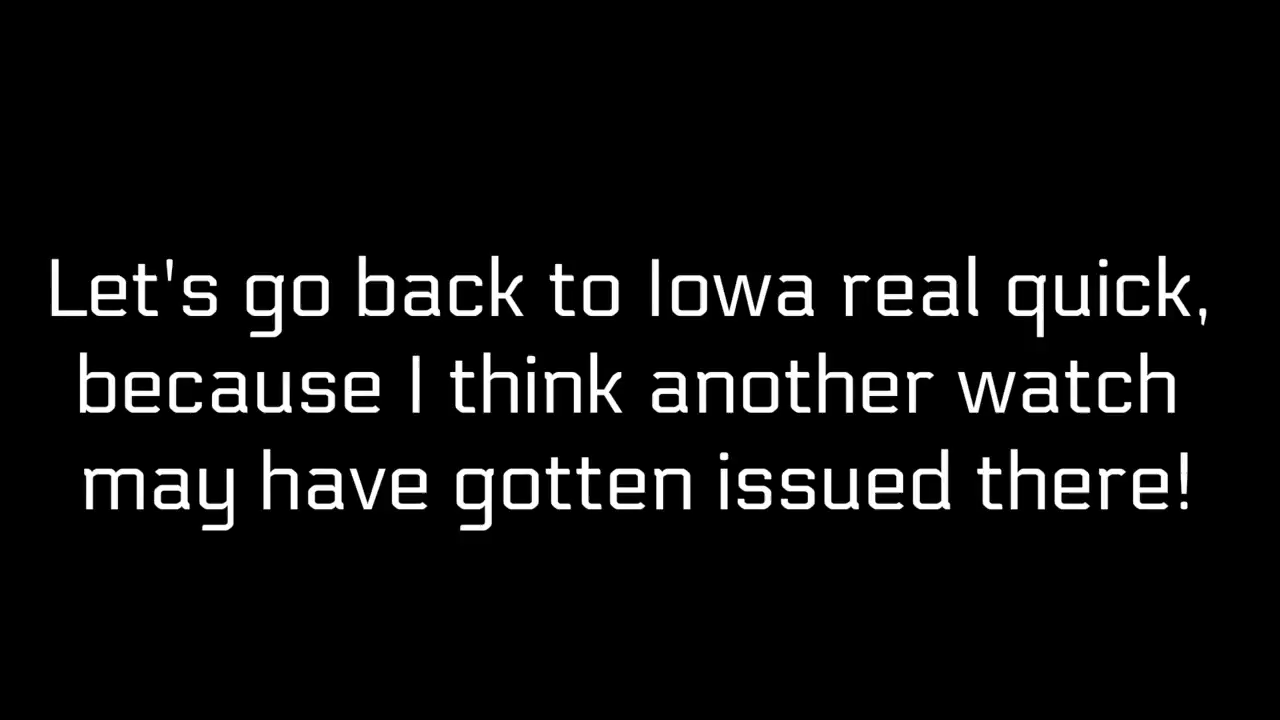 Let's go back to Iowa real quick,
because I think another watch
may have gotten issued there!